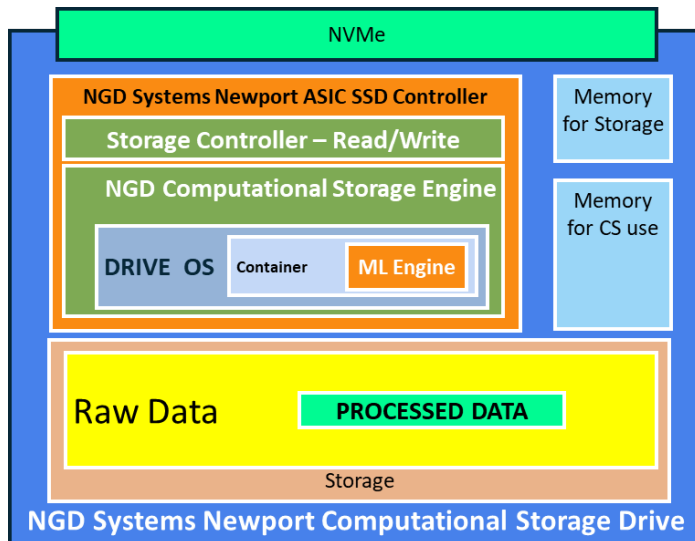 NVMe
NGD Systems Newport ASIC SSD Controller
Storage Controller – Read/Write
NGD Computational Storage Engine
DRIVE OS
Container
ML Engine
Memory
for Storage
Memory
for CS use
Raw Data
PROCESSED DATA
Storage
NGD Systems Newport Computational Storage Drive